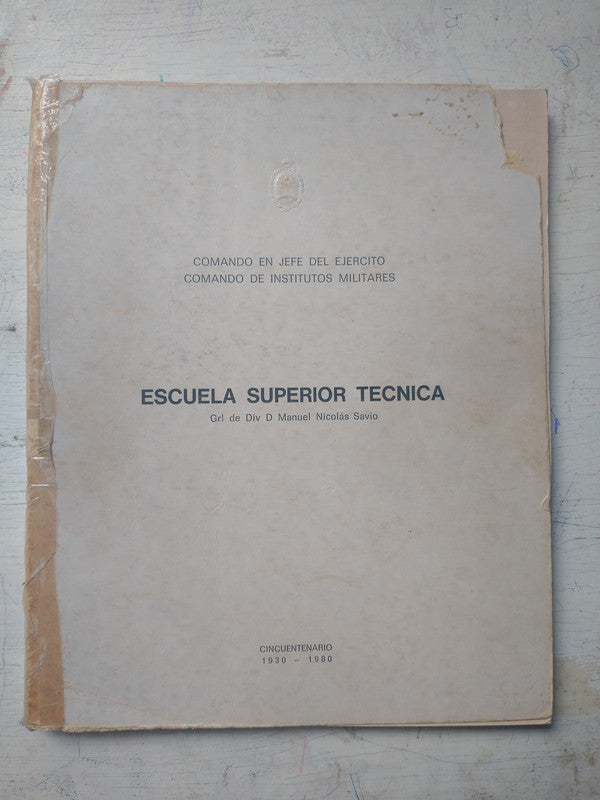 COMANDO EN JEFE DEL EJERCITO
COMANDO DE INSTITUTOS MILITARES
ESCUELA SUPERIOR TECNICA
Grl de Div D Manuel Nicolás Savio
CINCUENTENARIO
1930 - 1980